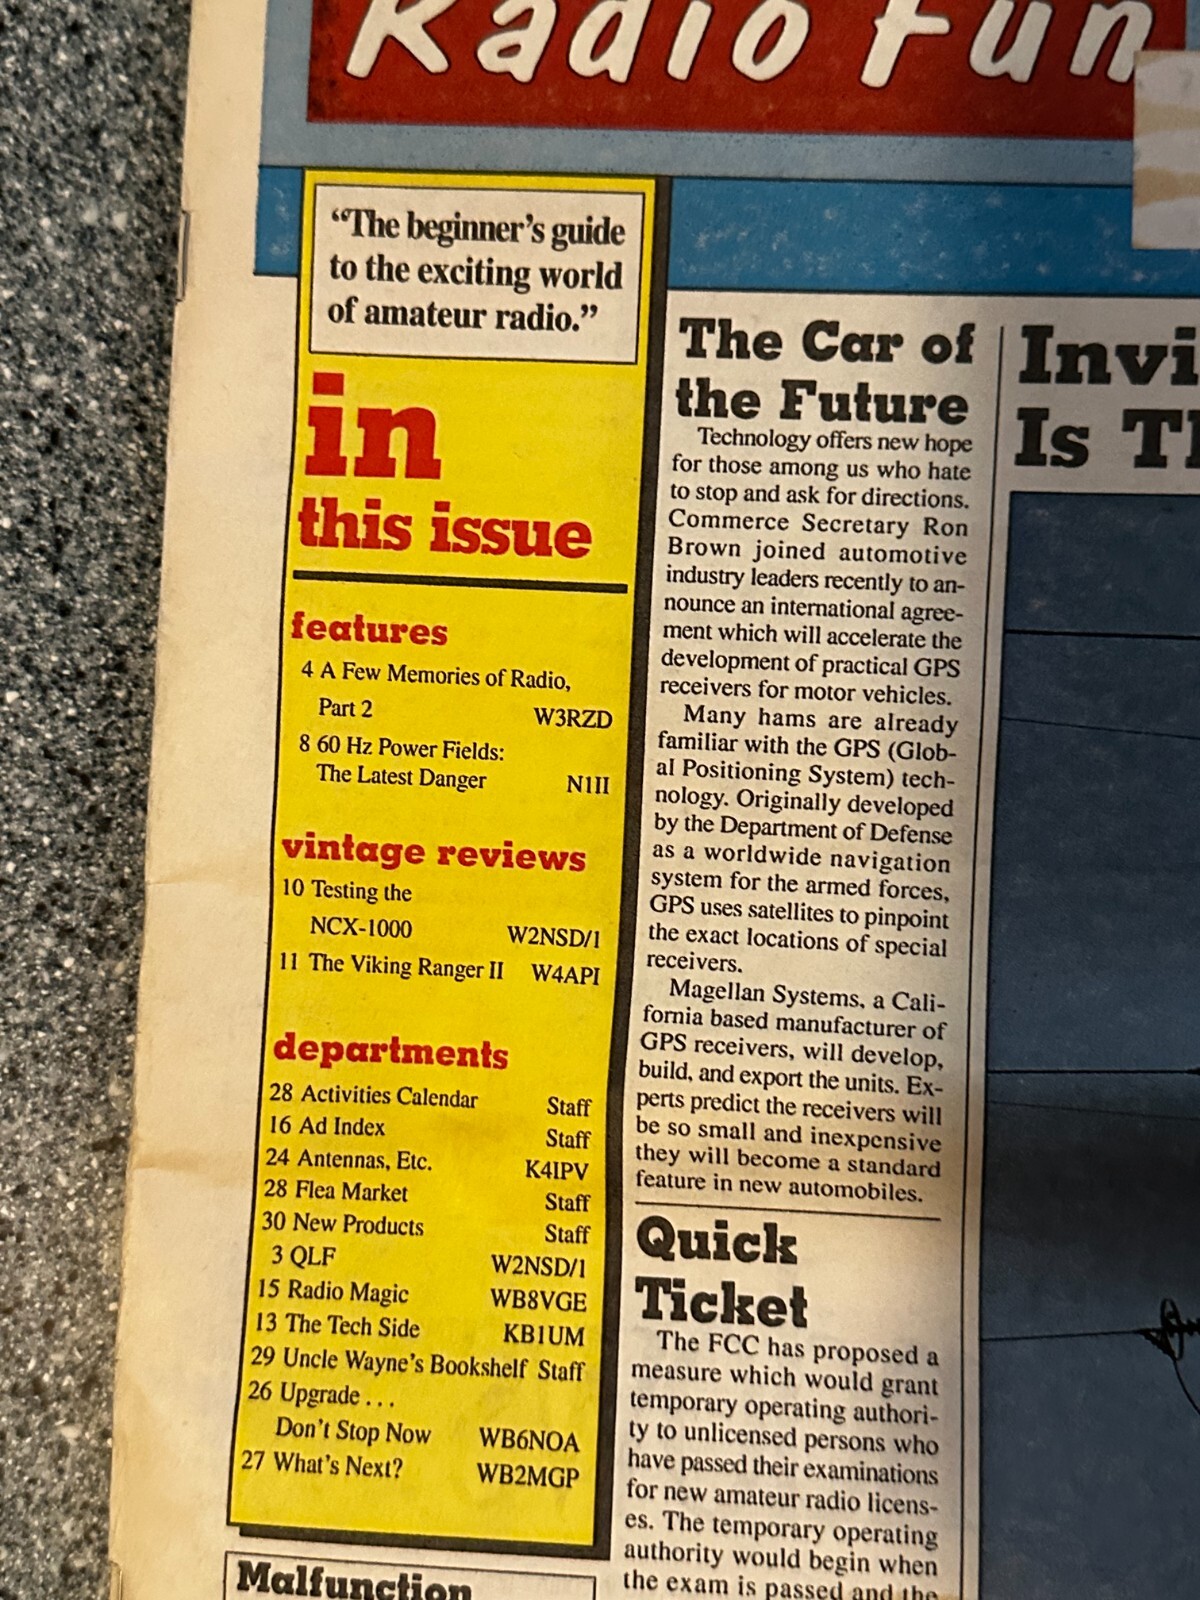 Radio Fun
“The beginner’s guide
to the exciting world
of amateur radio.”
in
this issue
features
4 A Few Memories of Radio,
Part 2 W3RZD
8 60 Hz Power Fields:
The Latest Danger N1II
vintage reviews
10 Testing the
NCX-1000 W2NSD/1
11 The Viking Ranger II W4API
departments
28 Activities Calendar Staff
16 Ad Index Staff
24 Antennas, Etc. K4IPV
28 Flea Market Staff
30 New Products Staff
3 QLF W2NSD/1
15 Radio Magic WB8VGE
13 The Tech Side KB1UM
29 Uncle Wayne’s Bookshelf Staff
26 Upgrade . . .
Don’t Stop Now WB6NOA
27 What’s Next? WB2MGP
Malfunction
The Car of
the Future
Technology offers new hope
for those among us who hate
to stop and ask for directions.
Commerce Secretary Ron
Brown joined automotive
industry leaders recently to an-
nounce an international agree-
ment which will accelerate the
development of practical GPS
receivers for motor vehicles.
Many hams are already
familiar with the GPS (Glob-
al Positioning System) tech-
nology. Originally developed
by the Department of Defense
as a worldwide navigation
system for the armed forces,
GPS uses satellites to pinpoint
the exact locations of special
receivers.
Magellan Systems, a Cali-
fornia based manufacturer of
GPS receivers, will develop,
build, and export the units. Ex-
perts predict the receivers will
be so small and inexpensive
they will become a standard
feature in new automobiles.
Quick
Ticket
The FCC has proposed a
measure which would grant
temporary operating authori-
ty to unlicensed persons who
have passed their examinations
for new amateur radio licens-
es. The temporary operating
authority would begin when
the exam is passed and the
Invi
Is Th